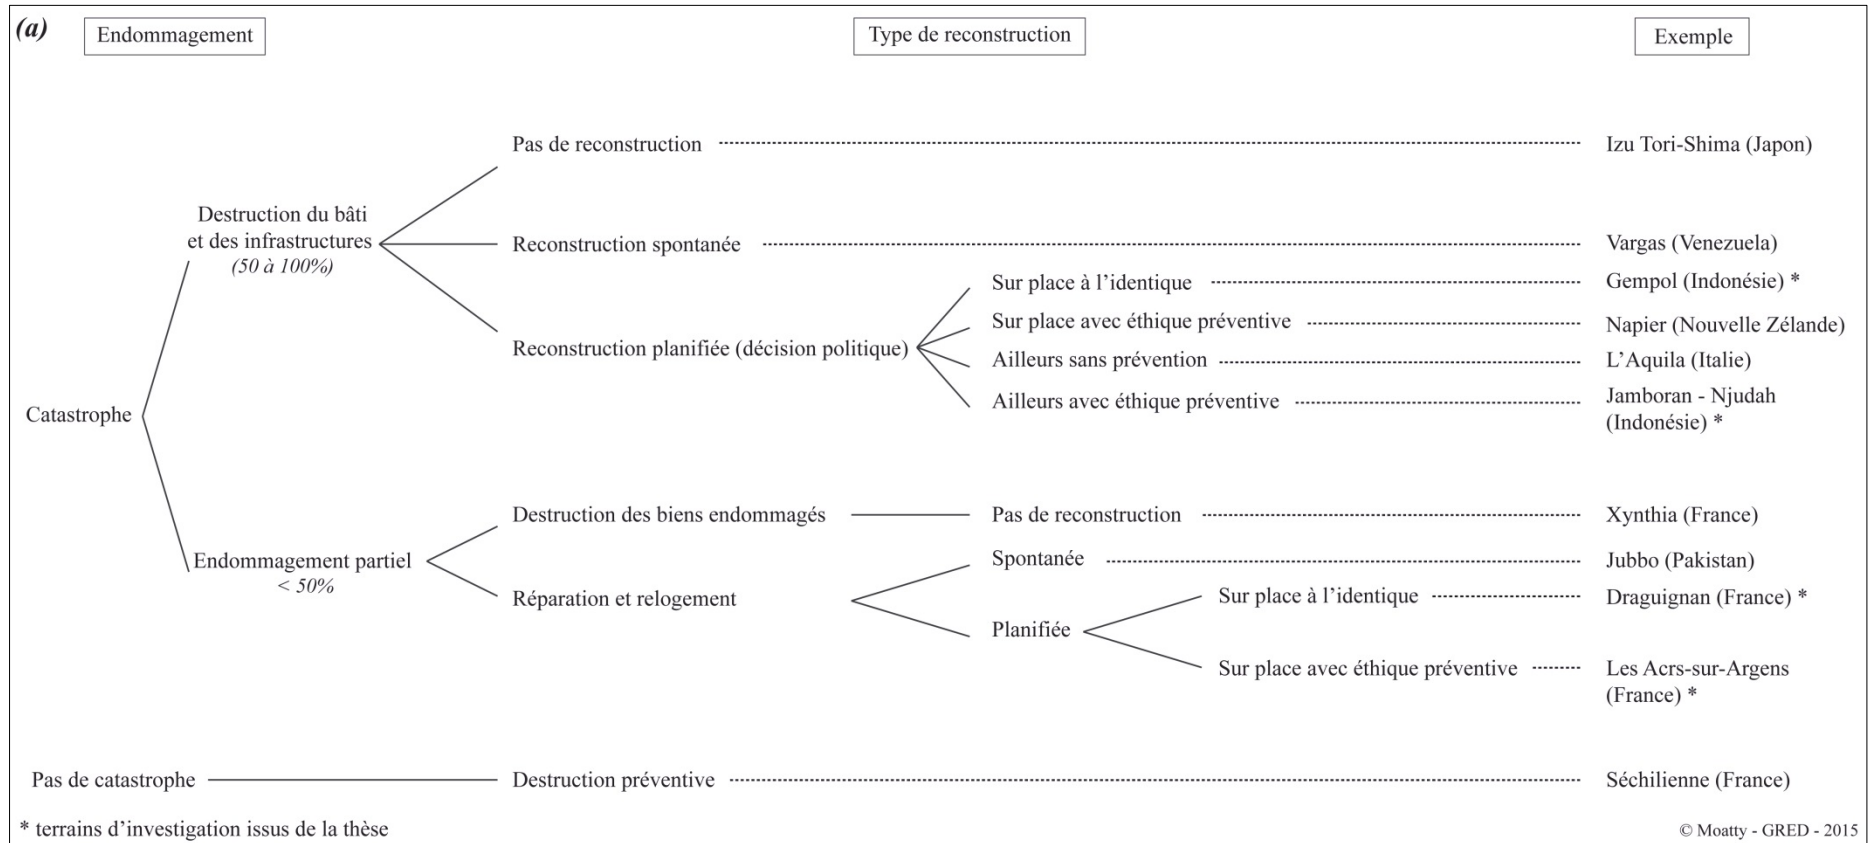 (a)
Endommagement
Type de reconstruction
Exemple
Pas de reconstruction
Izu Tori-Shima (Japon)
Destruction du bâti
et des infrastructures
(50 à 100%)
Reconstruction spontanée
Vargas (Venezuela)
Sur place à l’identique
Gempol (Indonésie) *
Sur place avec éthique préventive
Napier (Nouvelle Zélande)
Reconstruction planifiée (décision politique)
Ailleurs sans prévention
L’Aquila (Italie)
Ailleurs avec éthique préventive
Jamboran - Njudah
(Indonésie) *
Catastrophe
Destruction des biens endommagés
Pas de reconstruction
Xynthia (France)
Endommagement partiel
< 50%
Spontanée
Jubbo (Pakistan)
Réparation et relogement
Sur place à l’identique
Draguignan (France) *
Planifiée
Sur place avec éthique préventive
Les Acrs-sur-Argens
(France) *
Pas de catastrophe
Destruction préventive
Séchilienne (France)
* terrains d’investigation issus de la thèse
© Moatty - GRED - 2015